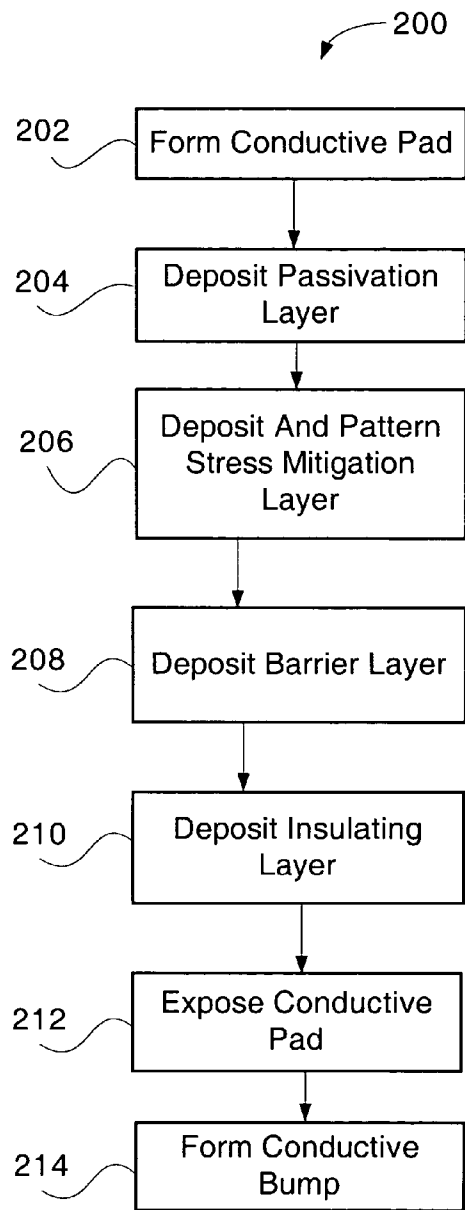 200
202
Form Conductive Pad
204
Deposit Passivation
Layer
206
Deposit And Pattern
Stress Mitigation
Layer
208
Deposit Barrier Layer
210
Deposit Insulating
Layer
212
Expose Conductive
Pad
214
Form Conductive
Bump